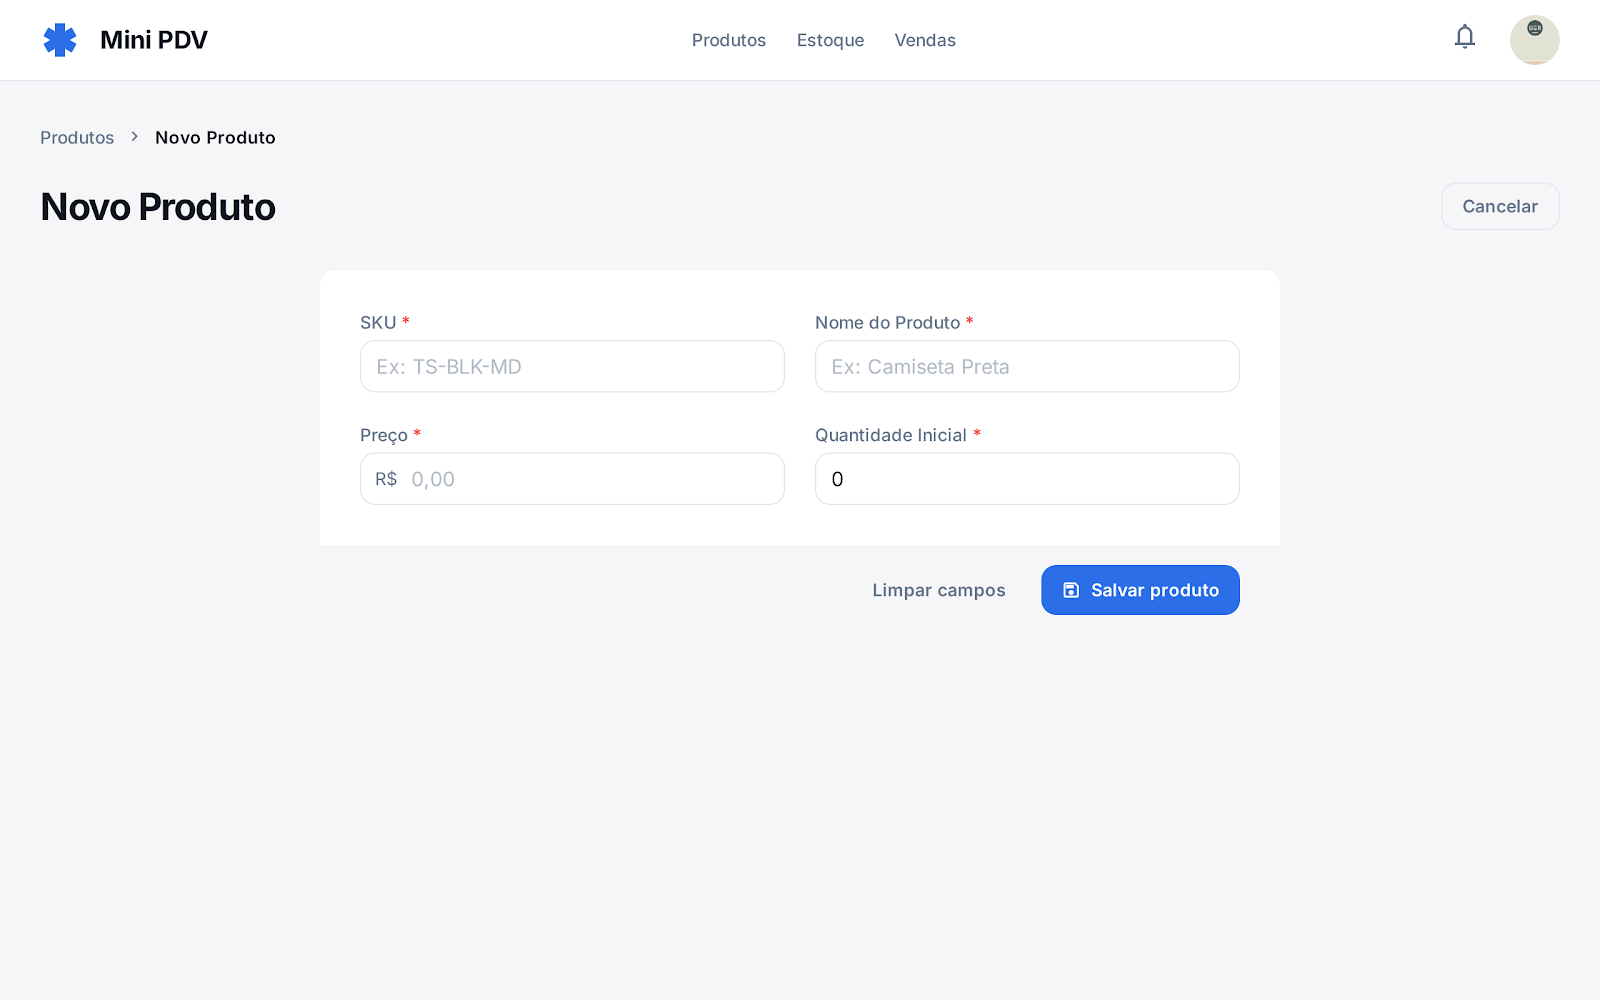 Mini PDV
Produtos
Estoque
Vendas
Produtos
Novo Produto
Novo Produto
Cancelar
SKU *
Ex: TS-BLK-MD
Nome do Produto *
Ex: Camiseta Preta
Preço *
R$ 0,00
Quantidade Inicial *
0
Limpar campos
Salvar produto